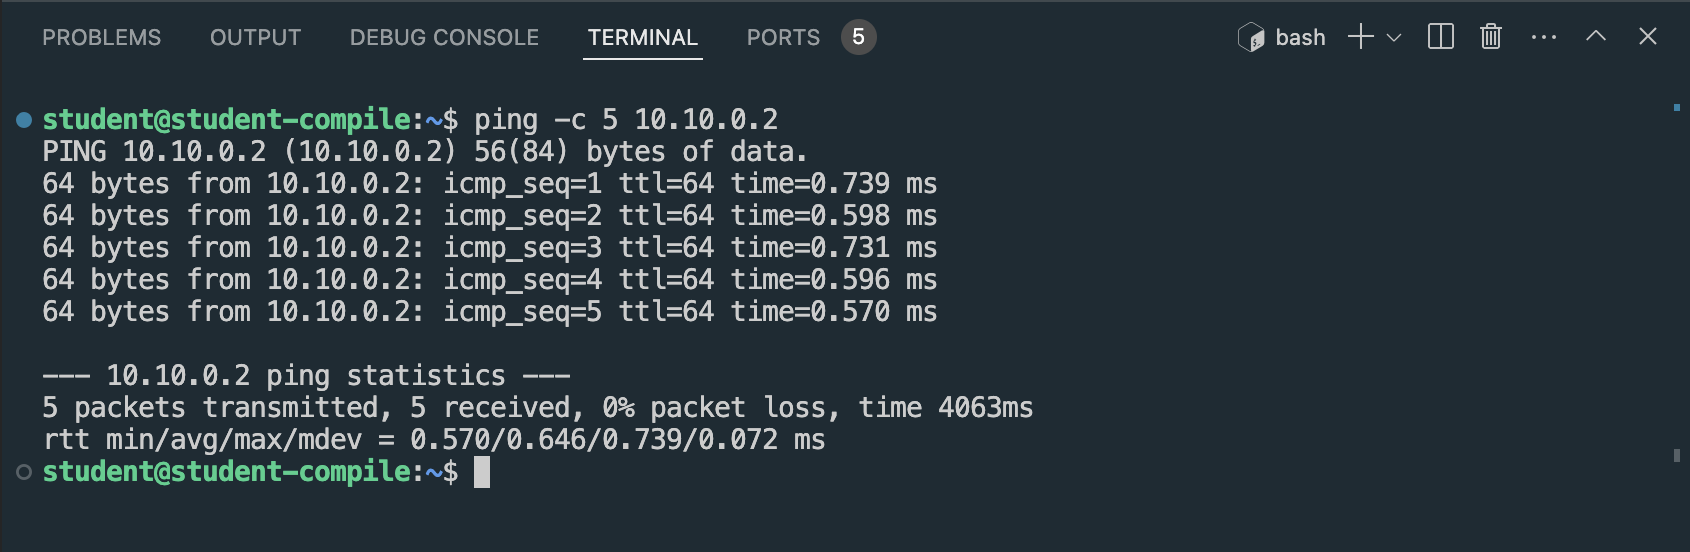 PROBLEMS OUTPUT DEBUG CONSOLE TERMINAL PORTS 5 bash
student@student-compile:~$ ping -c 5 10.10.0.2
PING 10.10.0.2 (10.10.0.2) 56(84) bytes of data.
64 bytes from 10.10.0.2: icmp_seq=1 ttl=64 time=0.739 ms
64 bytes from 10.10.0.2: icmp_seq=2 ttl=64 time=0.598 ms
64 bytes from 10.10.0.2: icmp_seq=3 ttl=64 time=0.731 ms
64 bytes from 10.10.0.2: icmp_seq=4 ttl=64 time=0.596 ms
64 bytes from 10.10.0.2: icmp_seq=5 ttl=64 time=0.570 ms
--- 10.10.0.2 ping statistics ---
5 packets transmitted, 5 received, 0% packet loss, time 4063ms
rtt min/avg/max/mdev = 0.570/0.646/0.739/0.072 ms
student@student-compile:~$